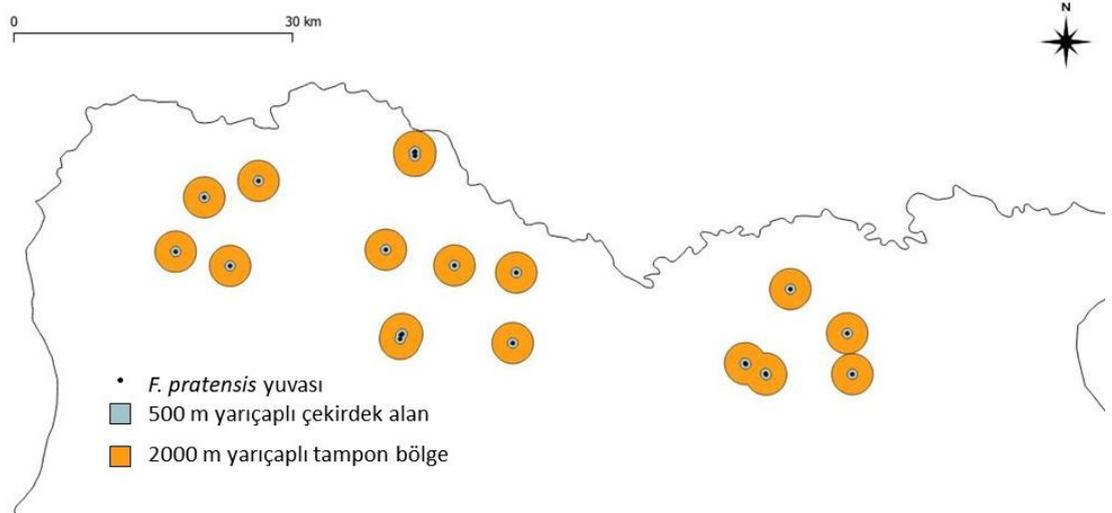 0 30 km
N
F. pratensis yuvası
500 m yarıçaplı çekirdek alan
2000 m yarıçaplı tampon bölge